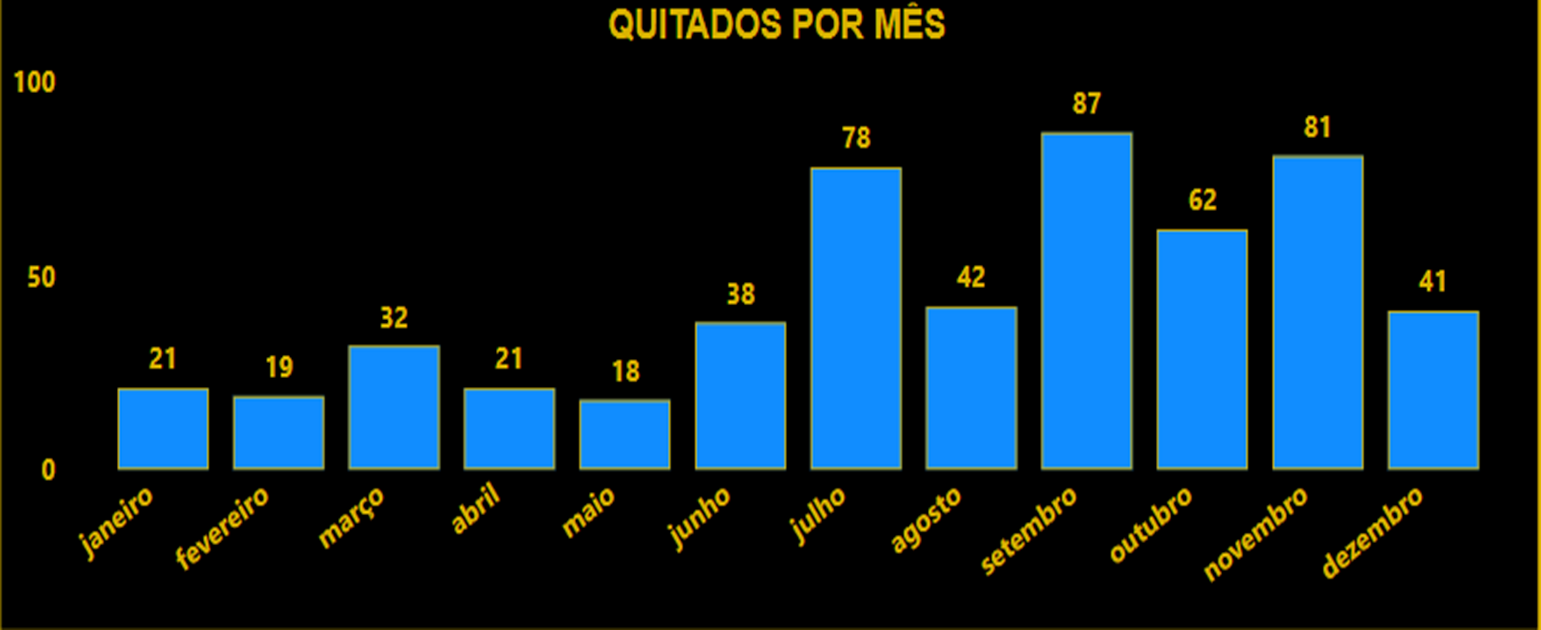 QUITADOS POR MÊS
100
50
0
21
19
32
21
18
38
78
42
87
62
81
41
janeiro
fevereiro
março
abril
maio
junho
julho
agosto
setembro
outubro
novembro
dezembro